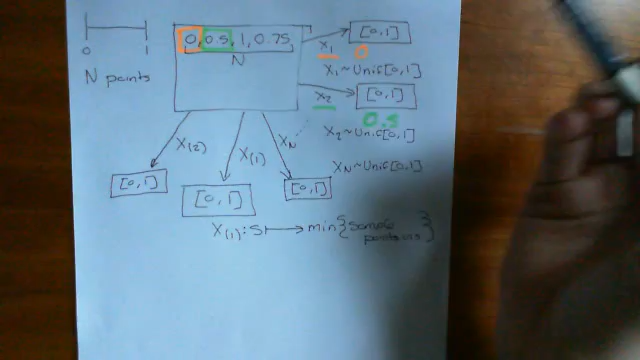 0 1
N points
0, 0.5, 1, 0.75
N
X1
[0,1]
0
X1~Unif[0,1]
X2
[0,1]
0.5
X2~Unif[0,1]
XN~Unif[0,1]
X(2)
X(1)
XN
[0,1]
[0,1]
[0,1]
X(1): S ↦ min{Sample
points in s}